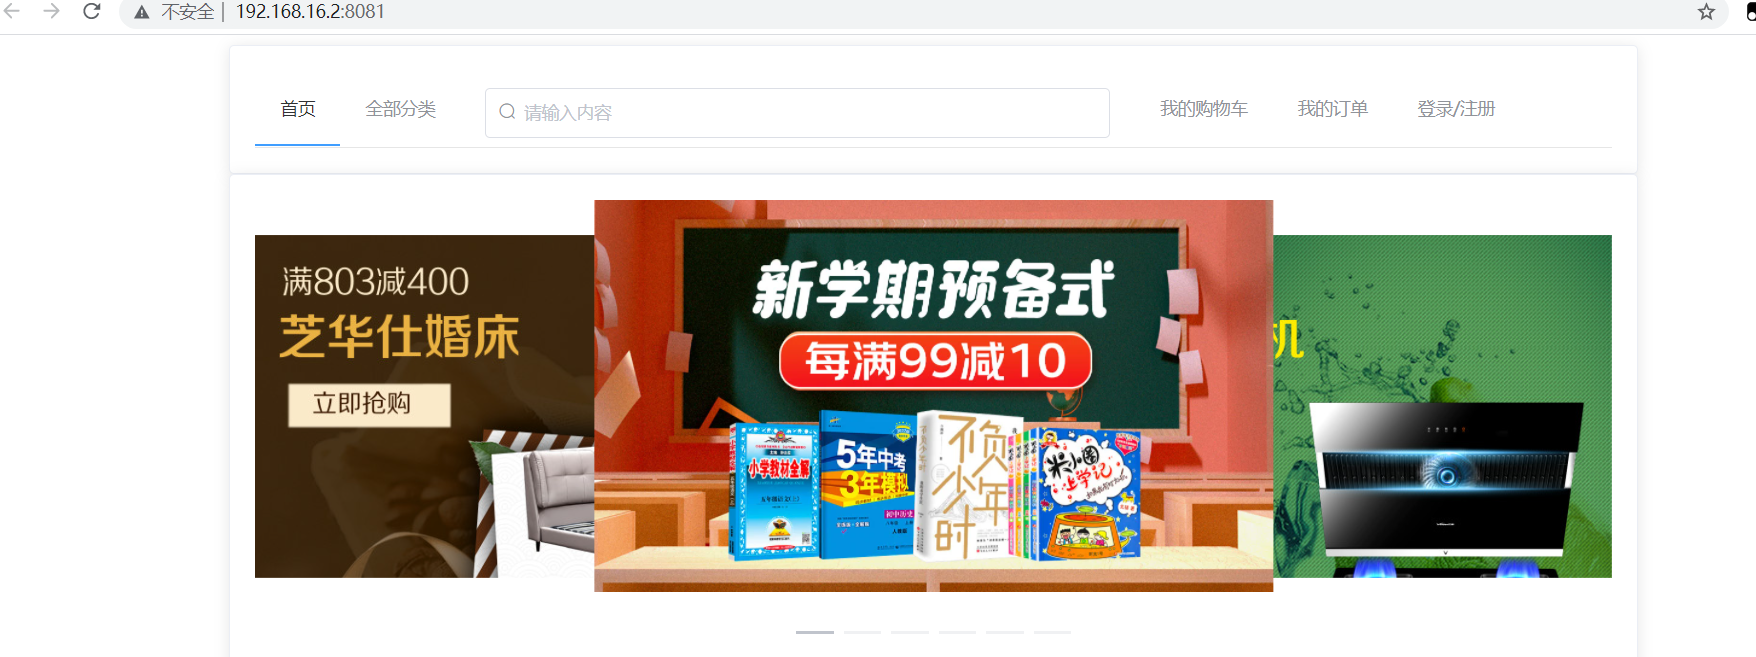 不安全 | 192.168.16.2:8081
首页 全部分类 请输入内容 我的购物车 我的订单 登录/注册
满803减400
芝华仕婚床
立即抢购
新学期预备式
每满99减10
小学教材全解
5年中考
3年模拟
初中历史
不负少年时
米小圈
上学记
机